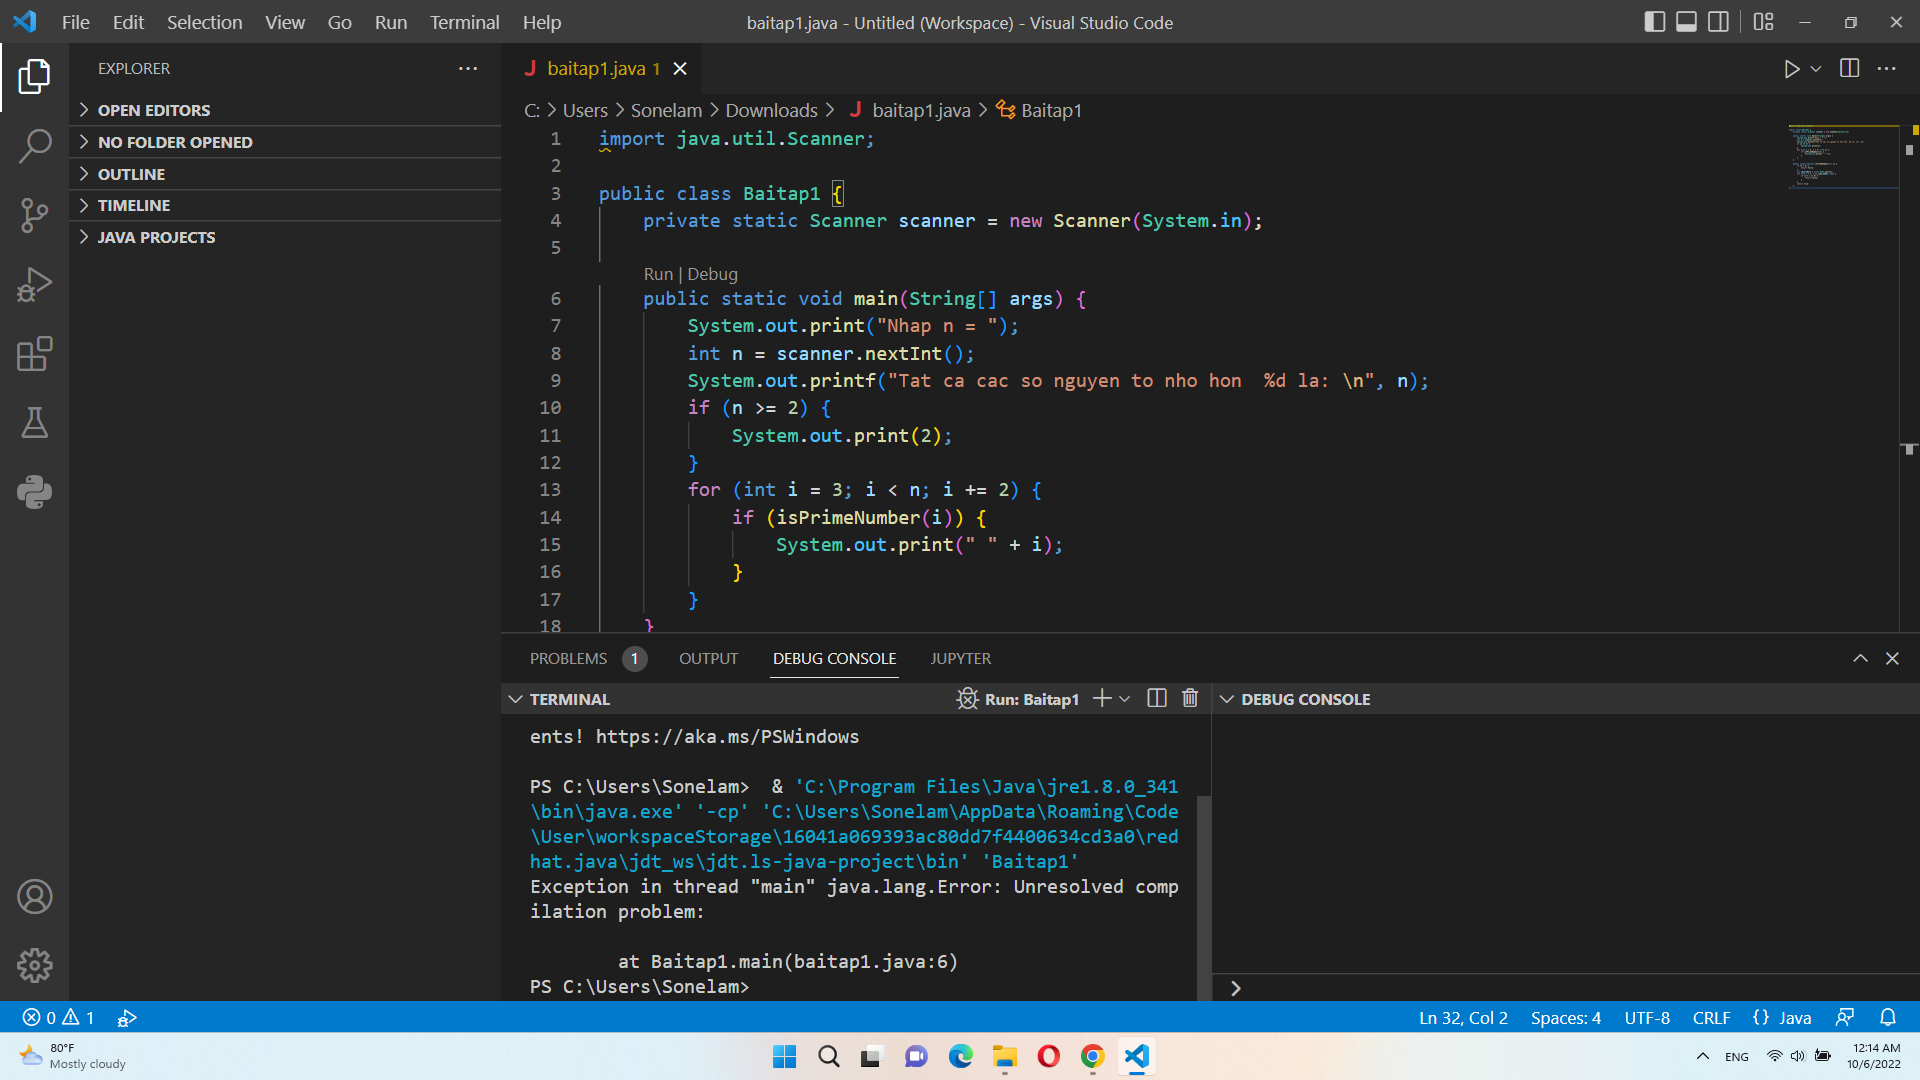 File Edit Selection View Go Run Terminal Help
baitap1.java - Untitled (Workspace) - Visual Studio Code
EXPLORER
OPEN EDITORS
NO FOLDER OPENED
OUTLINE
TIMELINE
JAVA PROJECTS
J baitap1.java 1
C: > Users > Sonelam > Downloads > J baitap1.java > Baitap1
1 import java.util.Scanner;
2
3 public class Baitap1 {
4     private static Scanner scanner = new Scanner(System.in);
5
Run | Debug
6     public static void main(String[] args) {
7         System.out.print("Nhap n = ");
8         int n = scanner.nextInt();
9         System.out.printf("Tat ca cac so nguyen to nho hon  %d la: \n", n);
10         if (n >= 2) {
11             System.out.print(2);
12         }
13         for (int i = 3; i < n; i += 2) {
14             if (isPrimeNumber(i)) {
15                 System.out.print(" " + i);
16             }
17         }
18     }
PROBLEMS 1 OUTPUT DEBUG CONSOLE JUPYTER
TERMINAL Run: Baitap1 DEBUG CONSOLE
ents! https://aka.ms/PSWindows
PS C:\Users\Sonelam>  & 'C:\Program Files\Java\jre1.8.0_341
\bin\java.exe' '-cp' 'C:\Users\Sonelam\AppData\Roaming\Code
\User\workspaceStorage\16041a069393ac80dd7f4400634cd3a0\red
hat.java\jdt_ws\jdt.ls-java-project\bin' 'Baitap1'
Exception in thread "main" java.lang.Error: Unresolved comp
ilation problem:
        at Baitap1.main(baitap1.java:6)
PS C:\Users\Sonelam>
0 1 Ln 32, Col 2 Spaces: 4 UTF-8 CRLF {} Java
80°F
Mostly cloudy
ENG
12:14 AM
10/6/2022